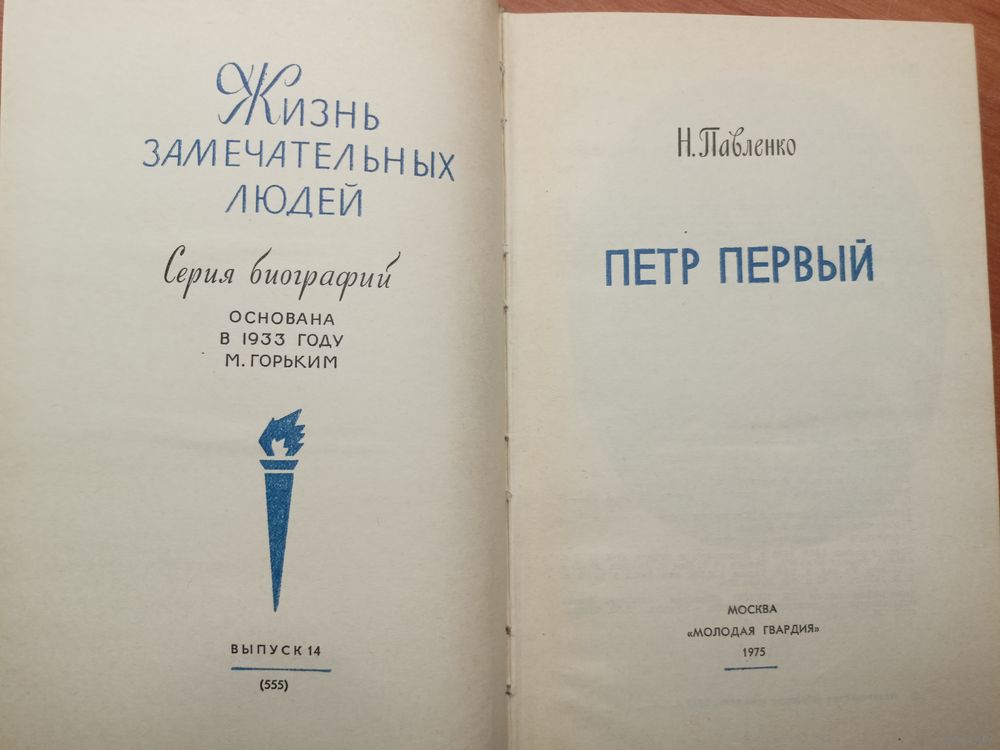 Жизнь
ЗАМЕЧАТЕЛЬНЫХ
ЛЮДЕЙ
Серия биографий
ОСНОВАНА
В 1933 ГОДУ
М. ГОРЬКИМ
ВЫПУСК 14
(555)
Н. Павленко
ПЕТР ПЕРВЫЙ
МОСКВА
«МОЛОДАЯ ГВАРДИЯ»
1975